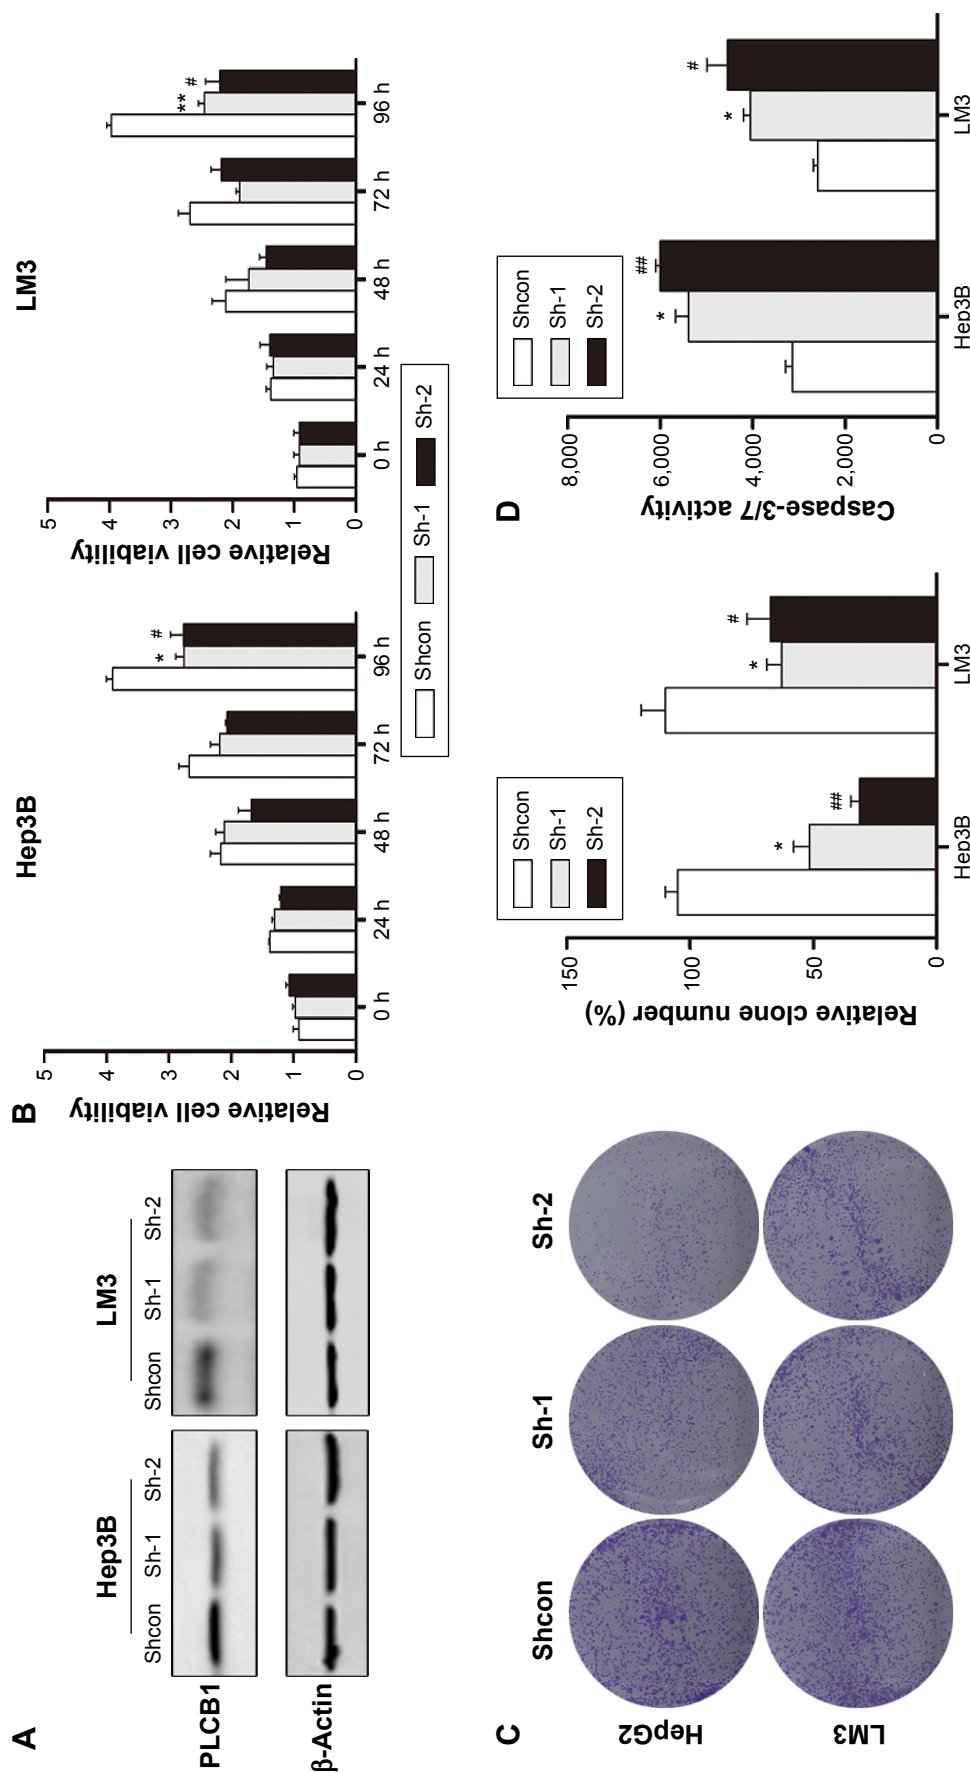 A
Hep3B
LM3
Shcon Sh-1 Sh-2
Shcon Sh-1 Sh-2
PLCB1
β-Actin
B
Hep3B
Relative cell viability
5
4
3
2
1
0
0 h 24 h 48 h 72 h 96 h
* #
LM3
Relative cell viability
5
4
3
2
1
0
0 h 24 h 48 h 72 h 96 h
** #
Shcon Sh-1 Sh-2
C
Shcon Sh-1 Sh-2
HepG2
LM3
Relative clone number (%)
150
100
50
0
Shcon
Sh-1
Sh-2
* ##
* #
Hep3B LM3
D
Caspase-3/7 activity
8,000
6,000
4,000
2,000
0
Shcon
Sh-1
Sh-2
* ##
* #
Hep3B LM3